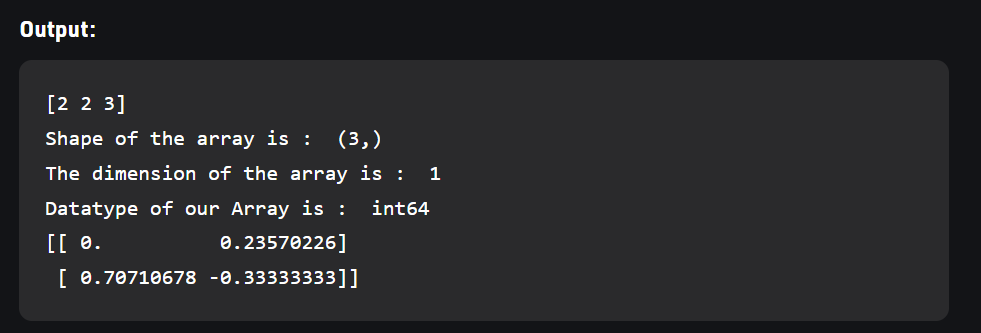 Output:
[2 2 3]
Shape of the array is :  (3,)
The dimension of the array is :  1
Datatype of our Array is :  int64
[[ 0.          0.23570226]
 [ 0.70710678 -0.33333333]]